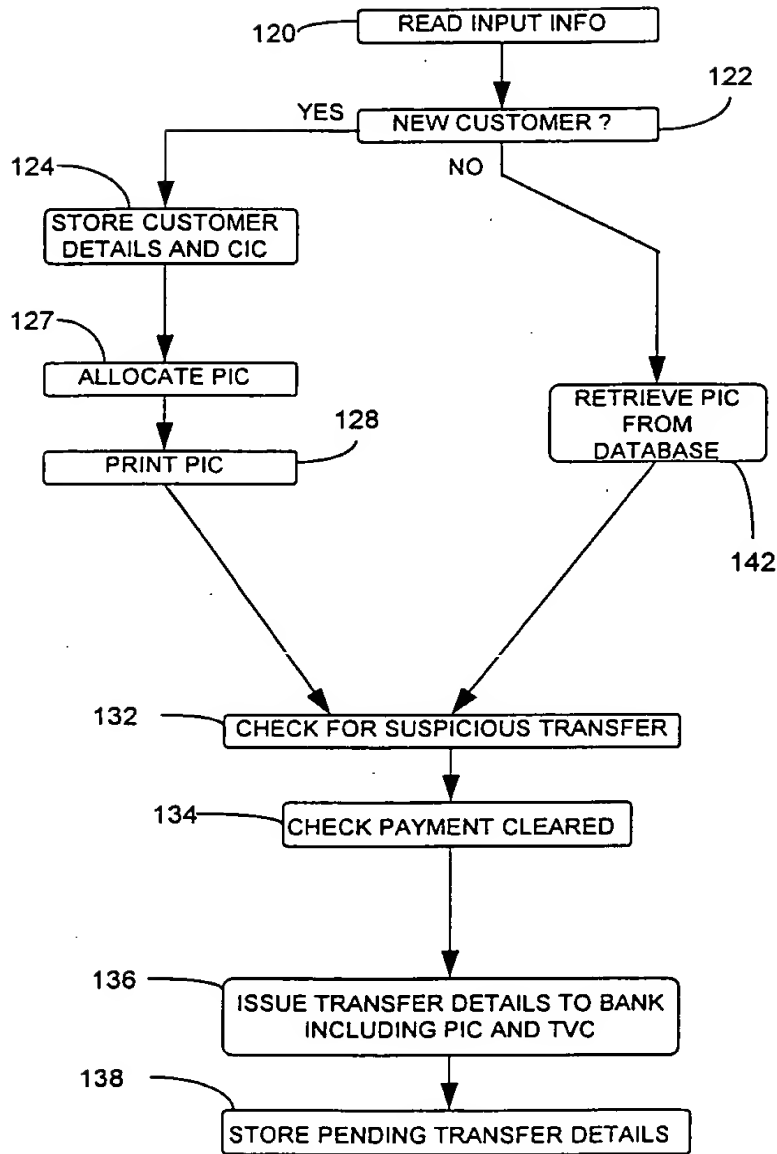 120
READ INPUT INFO
122
YES
NEW CUSTOMER ?
NO
124
STORE CUSTOMER
DETAILS AND CIC
127
ALLOCATE PIC
128
PRINT PIC
RETRIEVE PIC
FROM
DATABASE
142
132
CHECK FOR SUSPICIOUS TRANSFER
134
CHECK PAYMENT CLEARED
136
ISSUE TRANSFER DETAILS TO BANK
INCLUDING PIC AND TVC
138
STORE PENDING TRANSFER DETAILS